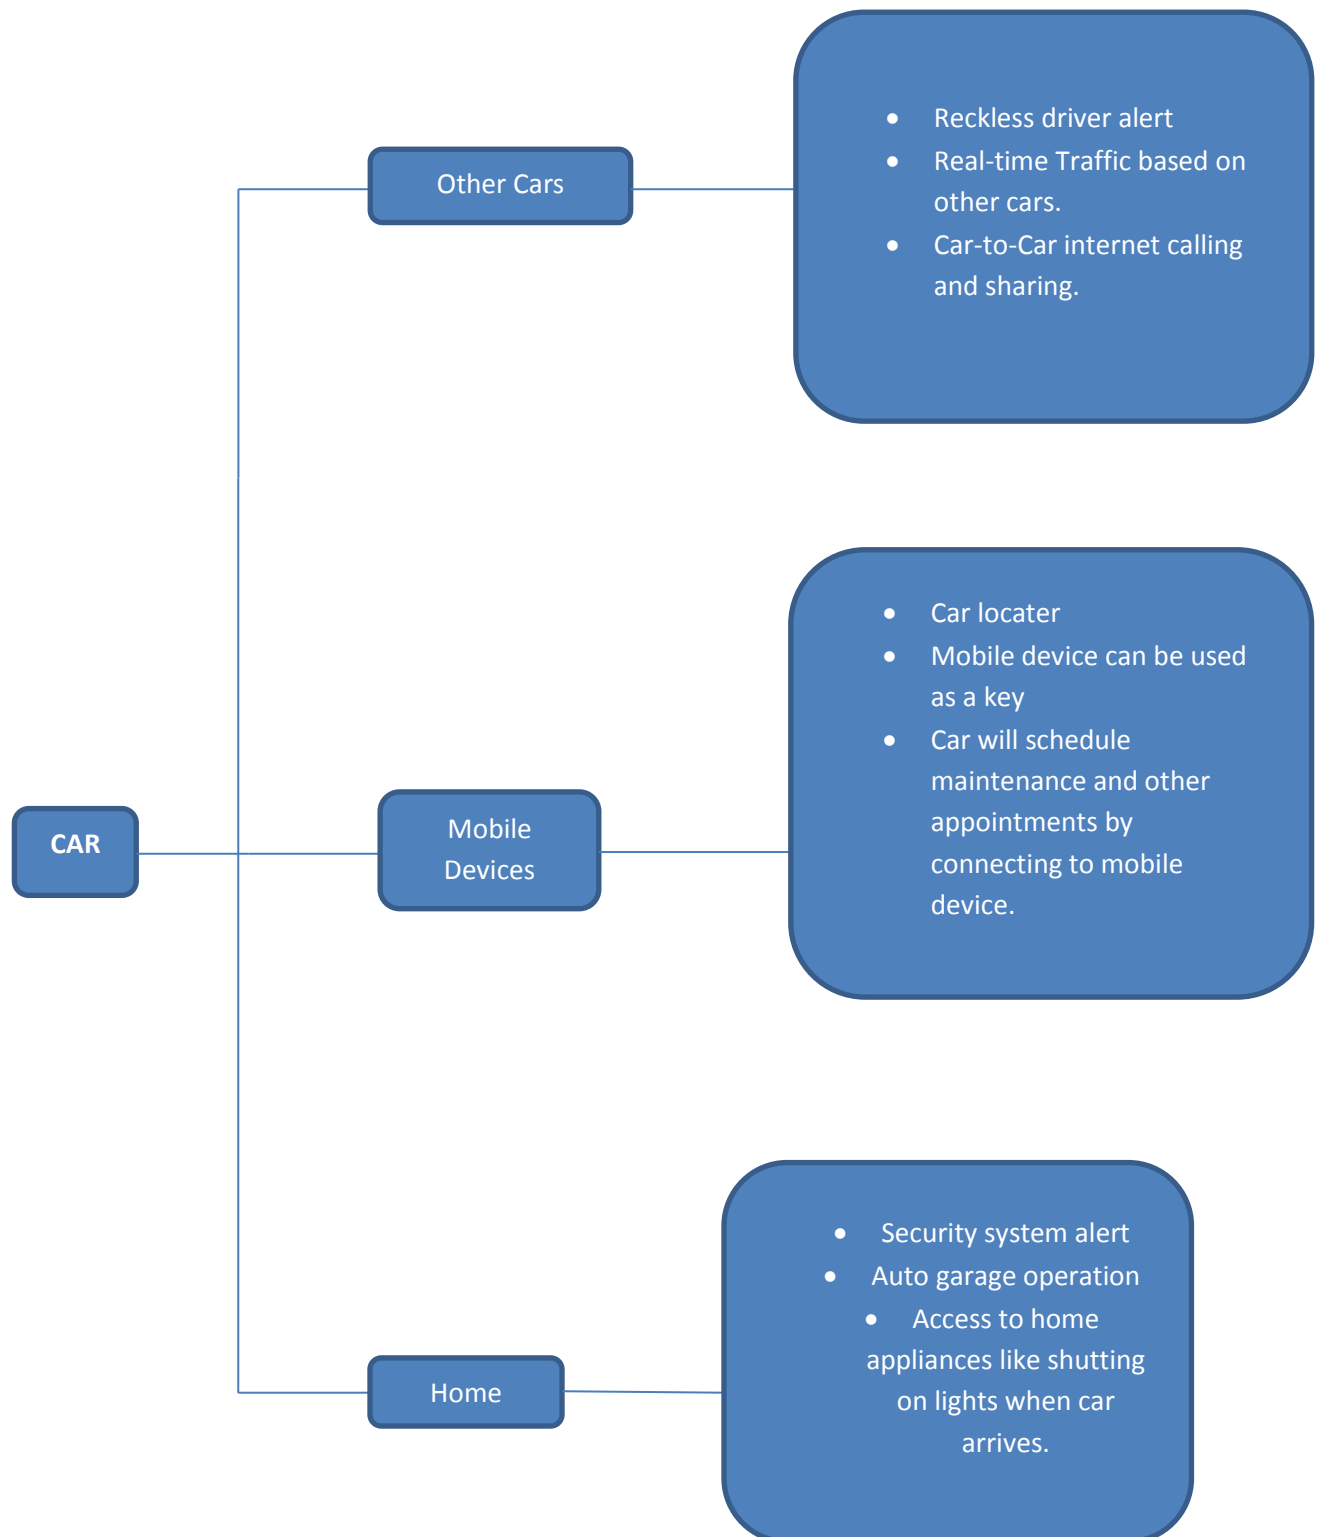 Other Cars
• Reckless driver alert
• Real-time Traffic based on
other cars.
• Car-to-Car internet calling
and sharing.
CAR
Mobile
Devices
• Car locater
• Mobile device can be used
as a key
• Car will schedule
maintenance and other
appointments by
connecting to mobile
device.
Home
• Security system alert
• Auto garage operation
• Access to home
appliances like shutting
on lights when car
arrives.